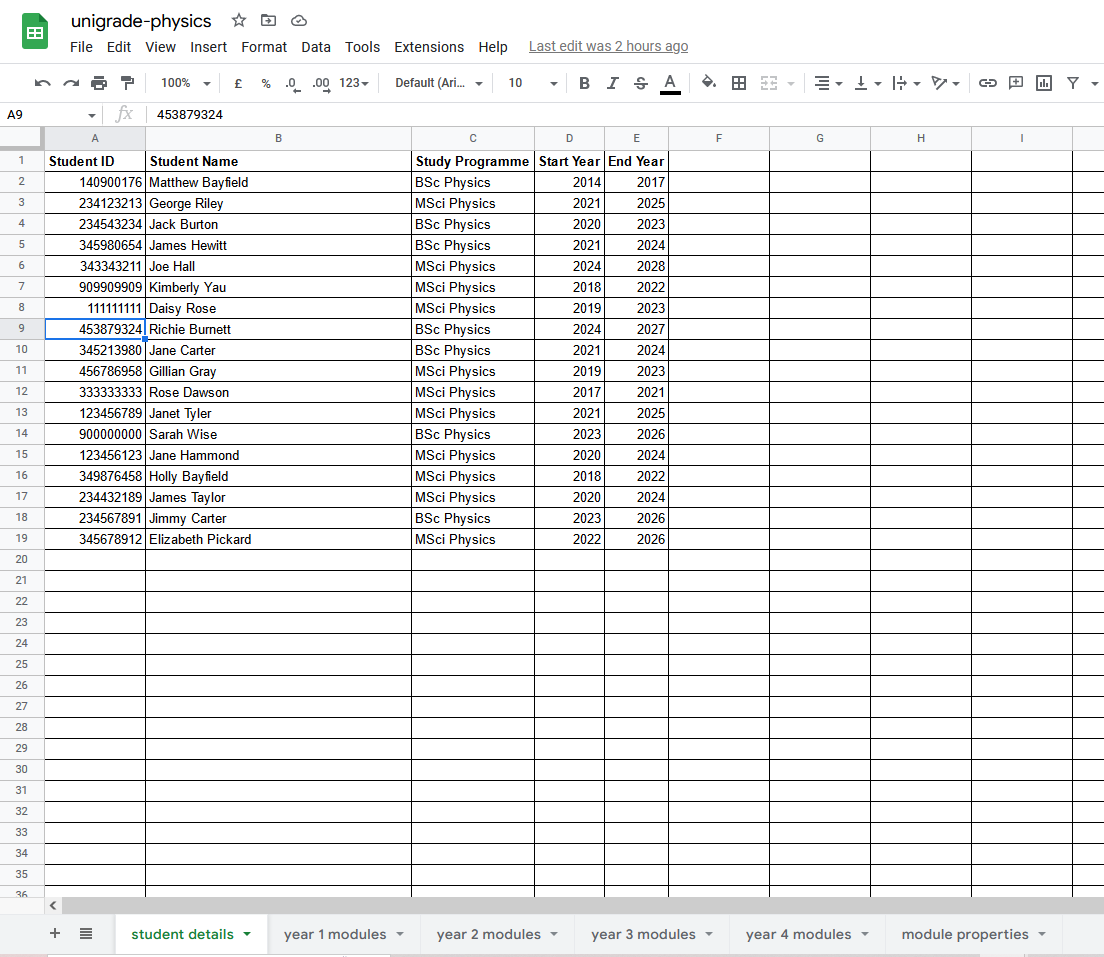 unigrade-physics
File Edit View Insert Format Data Tools Extensions Help Last edit was 2 hours ago
100% £ % .0 .00 123 Default (Ari... 10 B I S A
A9 fx 453879324
A B C D E F G H I
1 Student ID Student Name Study Programme Start Year End Year
2 140900176 Matthew Bayfield BSc Physics 2014 2017
3 234123213 George Riley MSci Physics 2021 2025
4 234543234 Jack Burton BSc Physics 2020 2023
5 345980654 James Hewitt BSc Physics 2021 2024
6 343343211 Joe Hall MSci Physics 2024 2028
7 909909909 Kimberly Yau MSci Physics 2018 2022
8 111111111 Daisy Rose MSci Physics 2019 2023
9 453879324 Richie Burnett BSc Physics 2024 2027
10 345213980 Jane Carter BSc Physics 2021 2024
11 456786958 Gillian Gray MSci Physics 2019 2023
12 333333333 Rose Dawson MSci Physics 2017 2021
13 123456789 Janet Tyler MSci Physics 2021 2025
14 900000000 Sarah Wise BSc Physics 2023 2026
15 123456123 Jane Hammond MSci Physics 2020 2024
16 349876458 Holly Bayfield MSci Physics 2018 2022
17 234432189 James Taylor MSci Physics 2020 2024
18 234567891 Jimmy Carter BSc Physics 2023 2026
19 345678912 Elizabeth Pickard MSci Physics 2022 2026
20
21
22
23
24
25
26
27
28
29
30
31
32
33
34
35
36
student details year 1 modules year 2 modules year 3 modules year 4 modules module properties